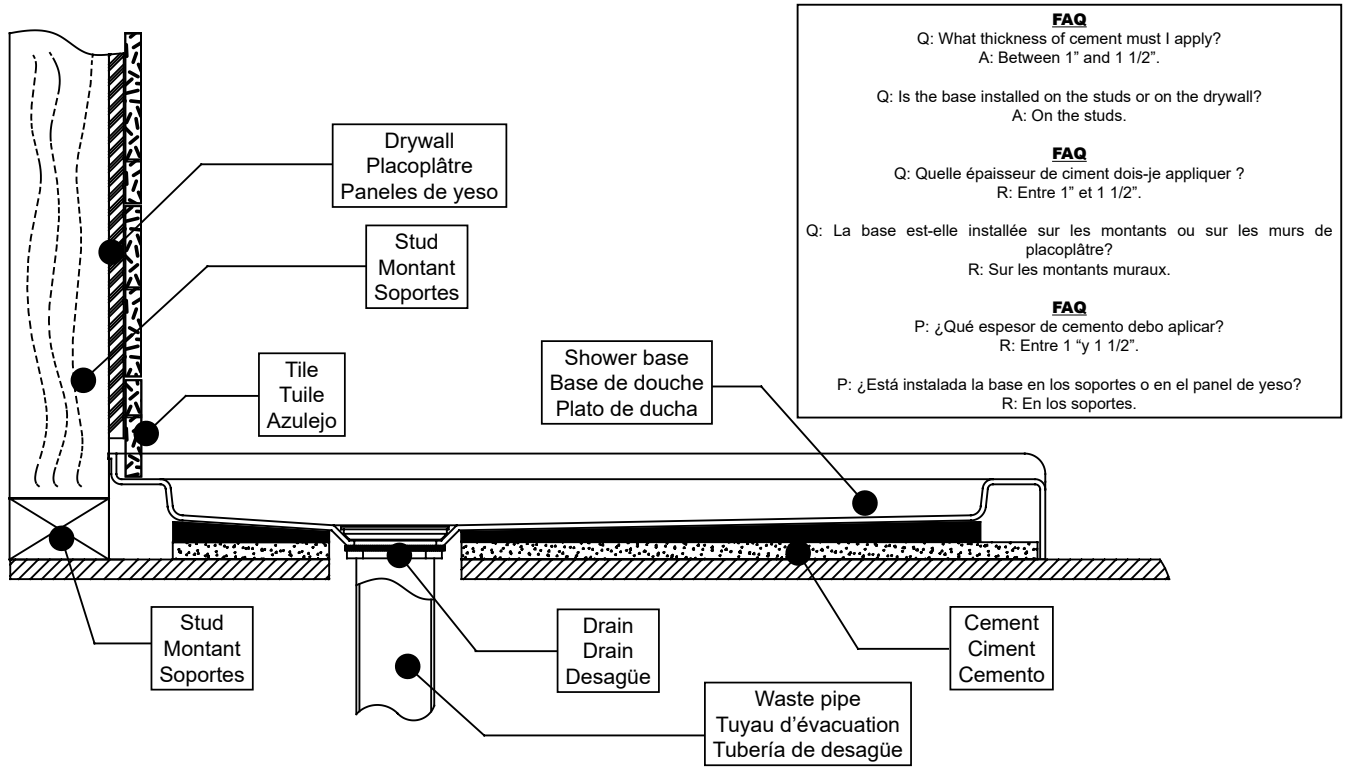 FAQ
Q: What thickness of cement must I apply?
A: Between 1” and 1 1/2”.
Q: Is the base installed on the studs or on the drywall?
A: On the studs.
FAQ
Q: Quelle épaisseur de ciment dois-je appliquer ?
R: Entre 1” et 1 1/2”.
Q: La base est-elle installée sur les montants ou sur les murs de
placoplâtre?
R: Sur les montants muraux.
FAQ
P: ¿Qué espesor de cemento debo aplicar?
R: Entre 1 “y 1 1/2”.
P: ¿Está instalada la base en los soportes o en el panel de yeso?
R: En los soportes.
Drywall
Placoplâtre
Paneles de yeso
Stud
Montant
Soportes
Tile
Tuile
Azulejo
Shower base
Base de douche
Plato de ducha
Stud
Montant
Soportes
Drain
Drain
Desagüe
Cement
Ciment
Cemento
Waste pipe
Tuyau d’évacuation
Tubería de desagüe